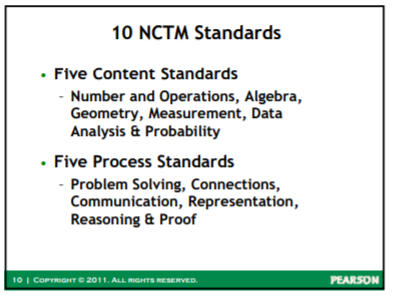 10 NCTM Standards
• Five Content Standards
– Number and Operations, Algebra,
Geometry, Measurement, Data
Analysis & Probability
• Five Process Standards
– Problem Solving, Connections,
Communication, Representation,
Reasoning & Proof
10 | COPYRIGHT © 2011. ALL RIGHTS RESERVED.
PEARSON